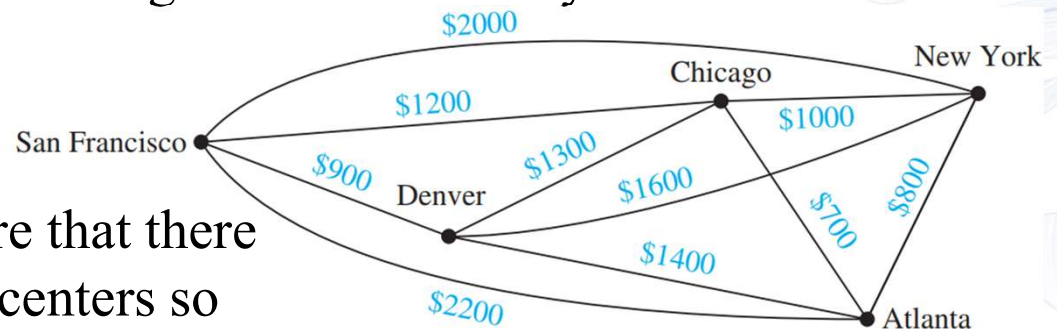 $2000
New York
Chicago
$1200
$1000
San Francisco
$1300
$900
$1600
$800
Denver
$700
re that there
$1400
centers so
$2200
Atlanta